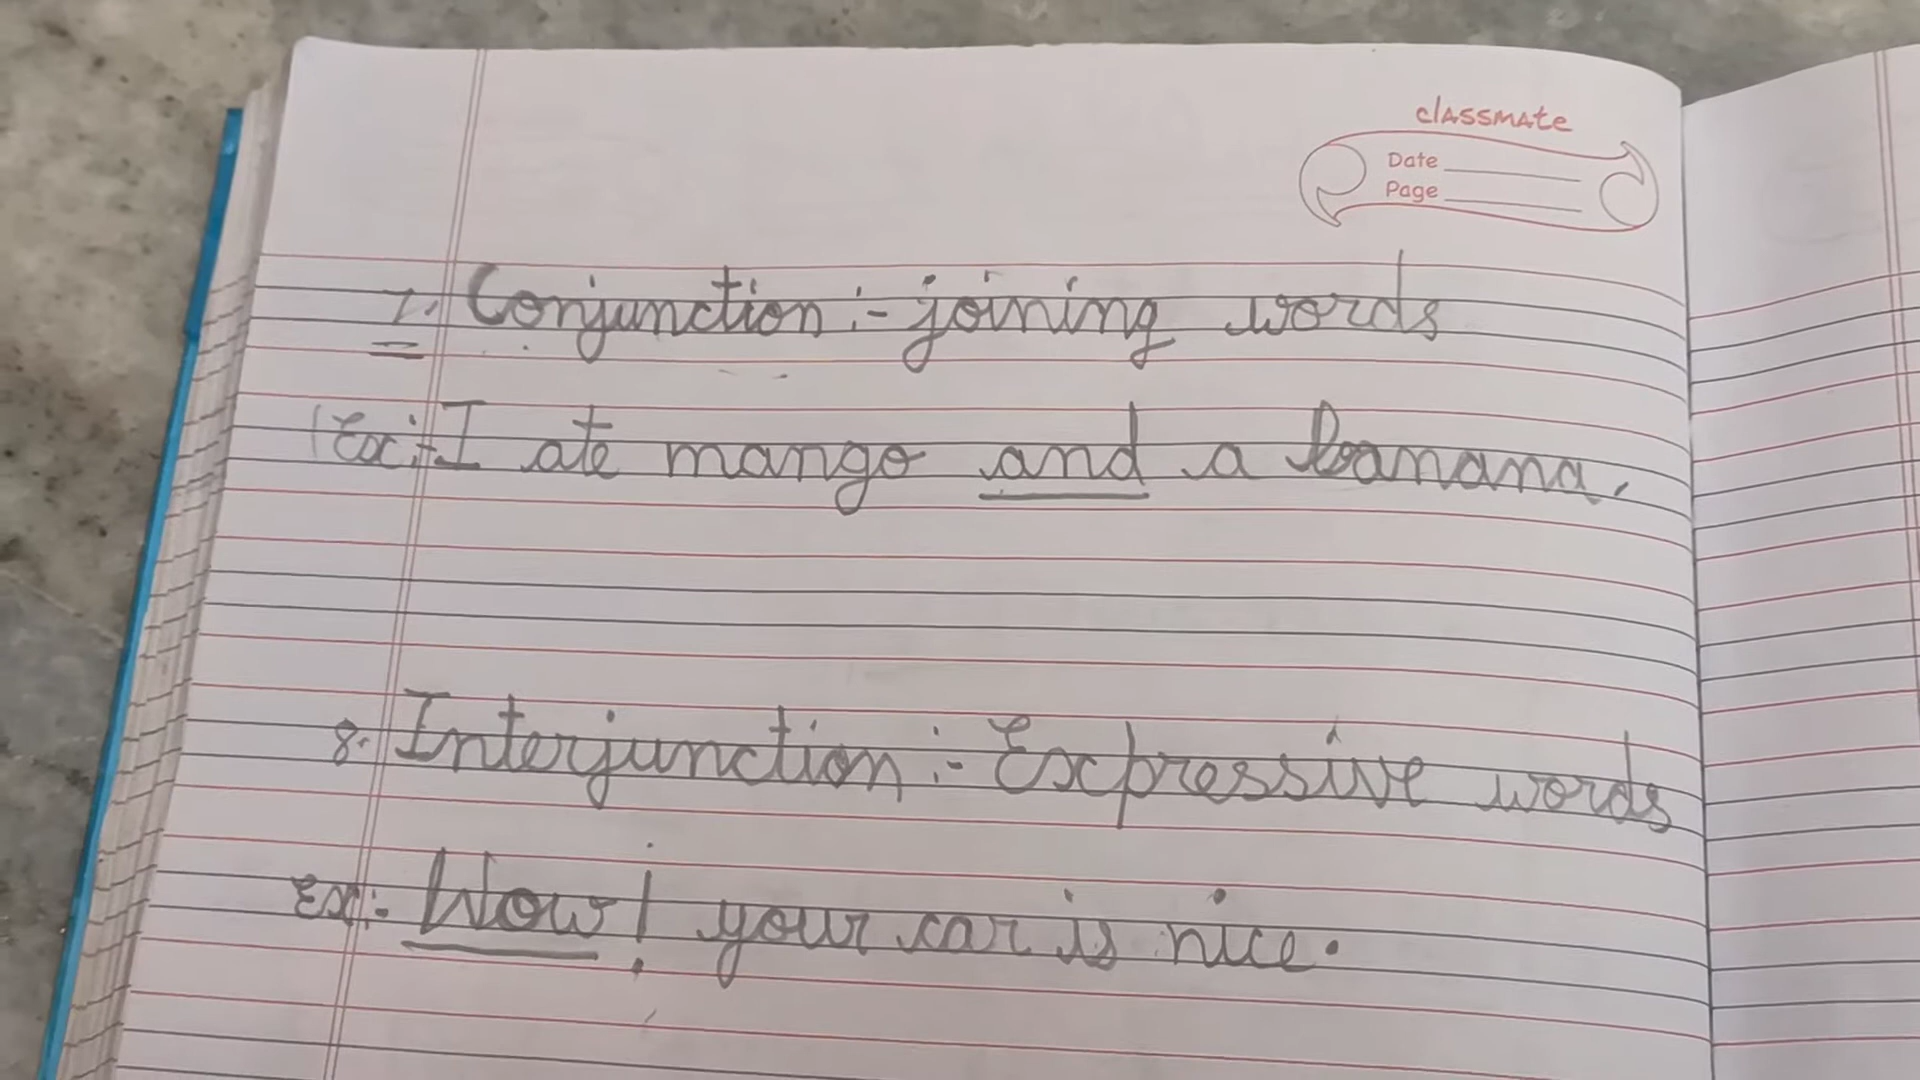 classmate
Date
Page
7. Conjunction :- joining words
Ex:- I ate mango and a banana.
8. Interjunction :- Expressive words
Ex:- Wow! your car is nice.